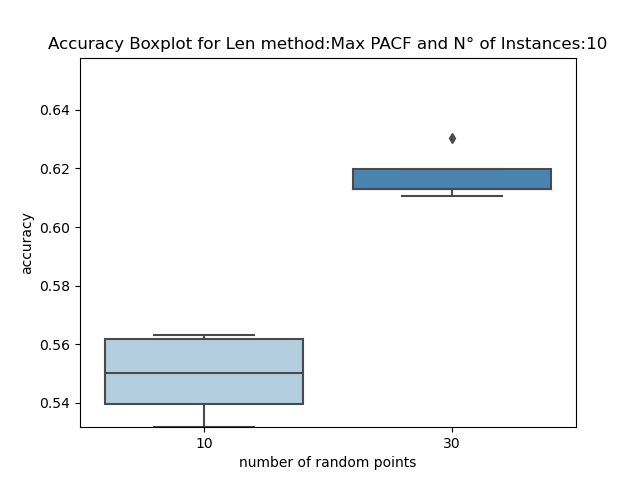 Accuracy Boxplot for Len method:Max PACF and N° of Instances:10
0.64
0.62
0.60
0.58
0.56
0.54
accuracy
10 30
number of random points